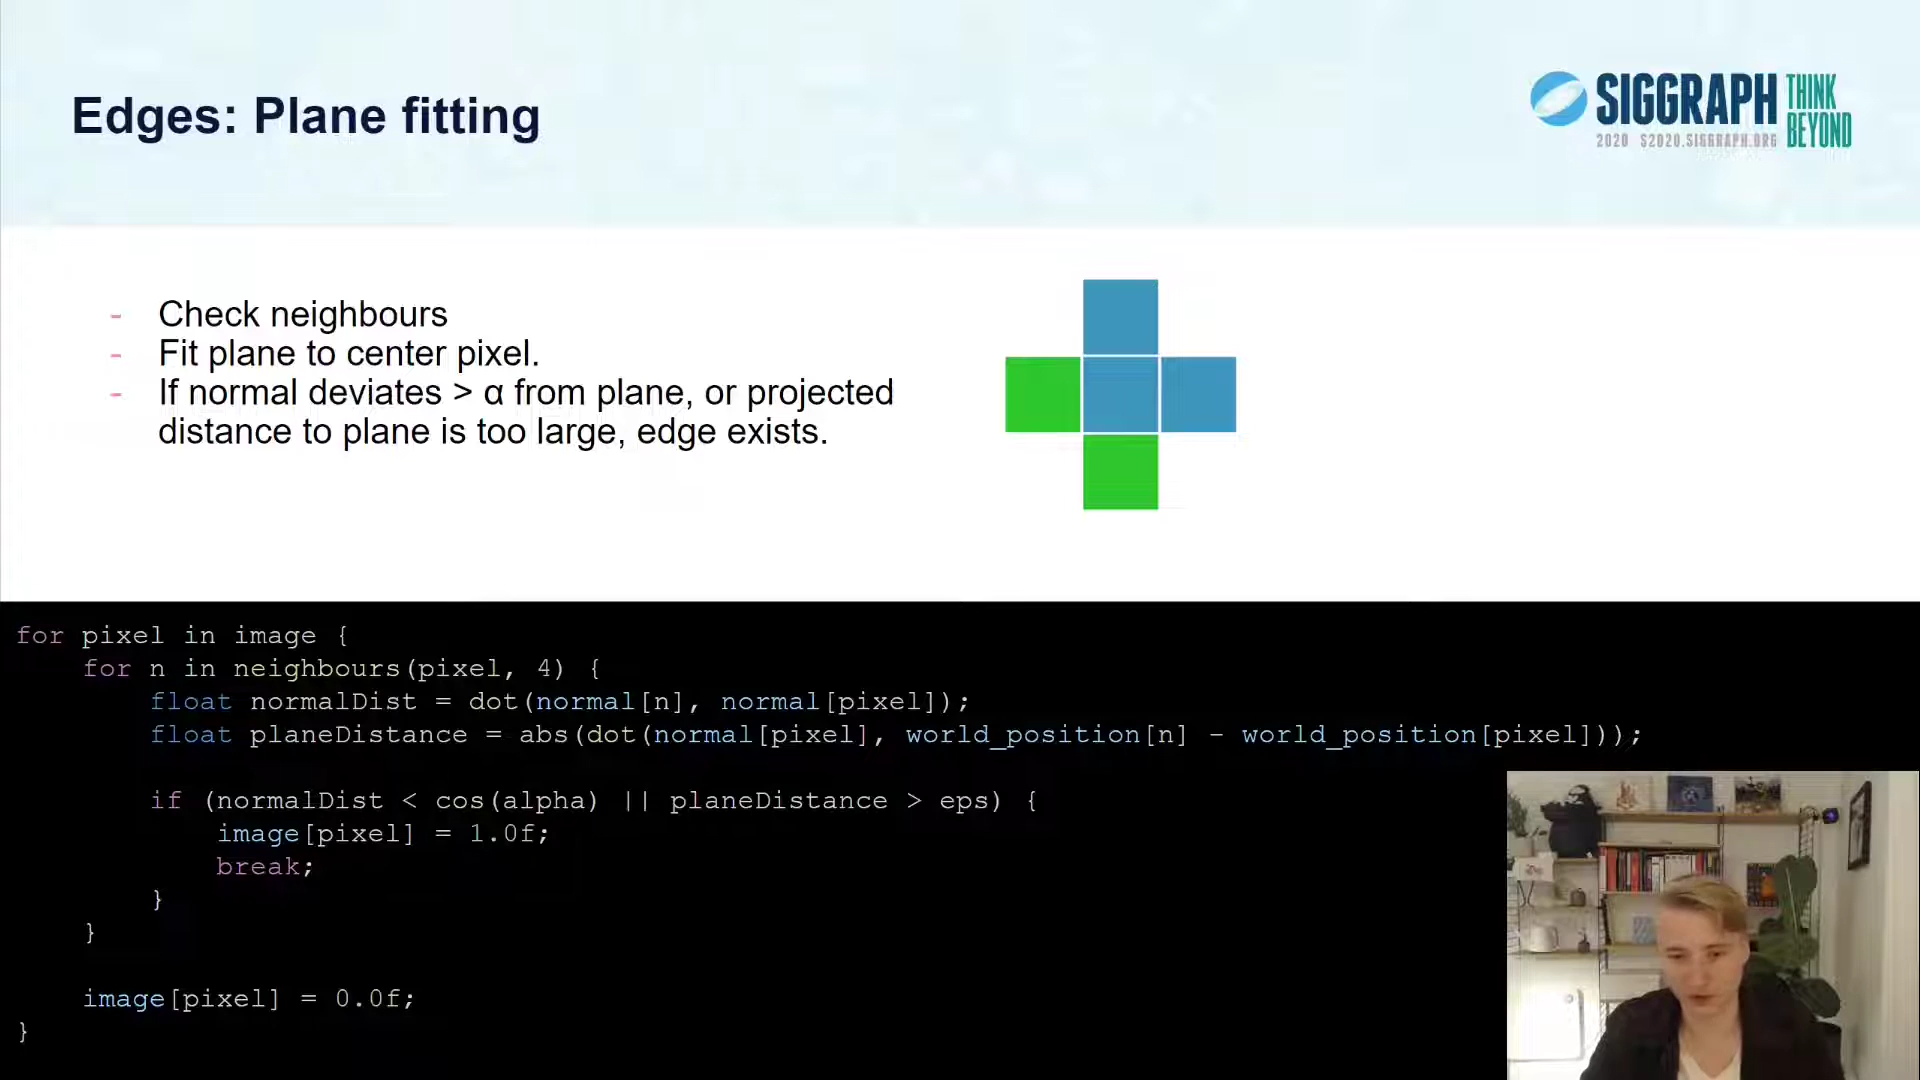 Edges: Plane fitting
SIGGRAPH
THINK
BEYOND
2020 S2020.SIGGRAPH.ORG
- Check neighbours
- Fit plane to center pixel.
- If normal deviates > α from plane, or projected
distance to plane is too large, edge exists.
for pixel in image {
    for n in neighbours(pixel, 4) {
        float normalDist = dot(normal[n], normal[pixel]);
        float planeDistance = abs(dot(normal[pixel], world_position[n] - world_position[pixel]));
        if (normalDist < cos(alpha) || planeDistance > eps) {
            image[pixel] = 1.0f;
            break;
        }
    }
    image[pixel] = 0.0f;
}